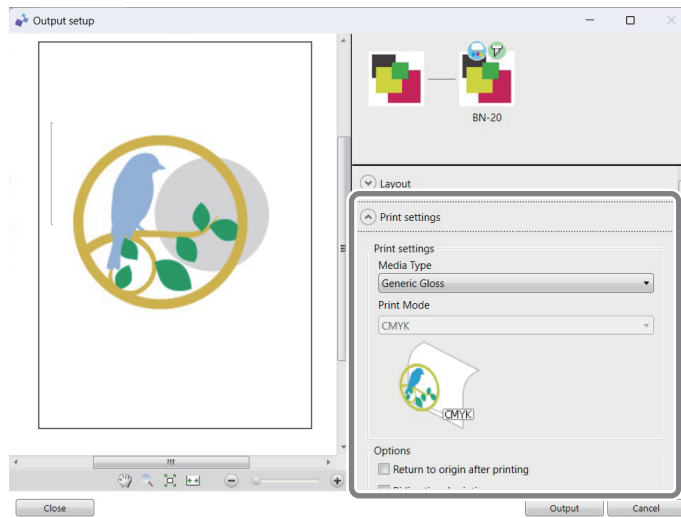 Output setup
BN-20
Layout
Print settings
Print settings
Media Type
Generic Gloss
Print Mode
CMYK
CMYK
Options
Return to origin after printing
Close
Output
Cancel